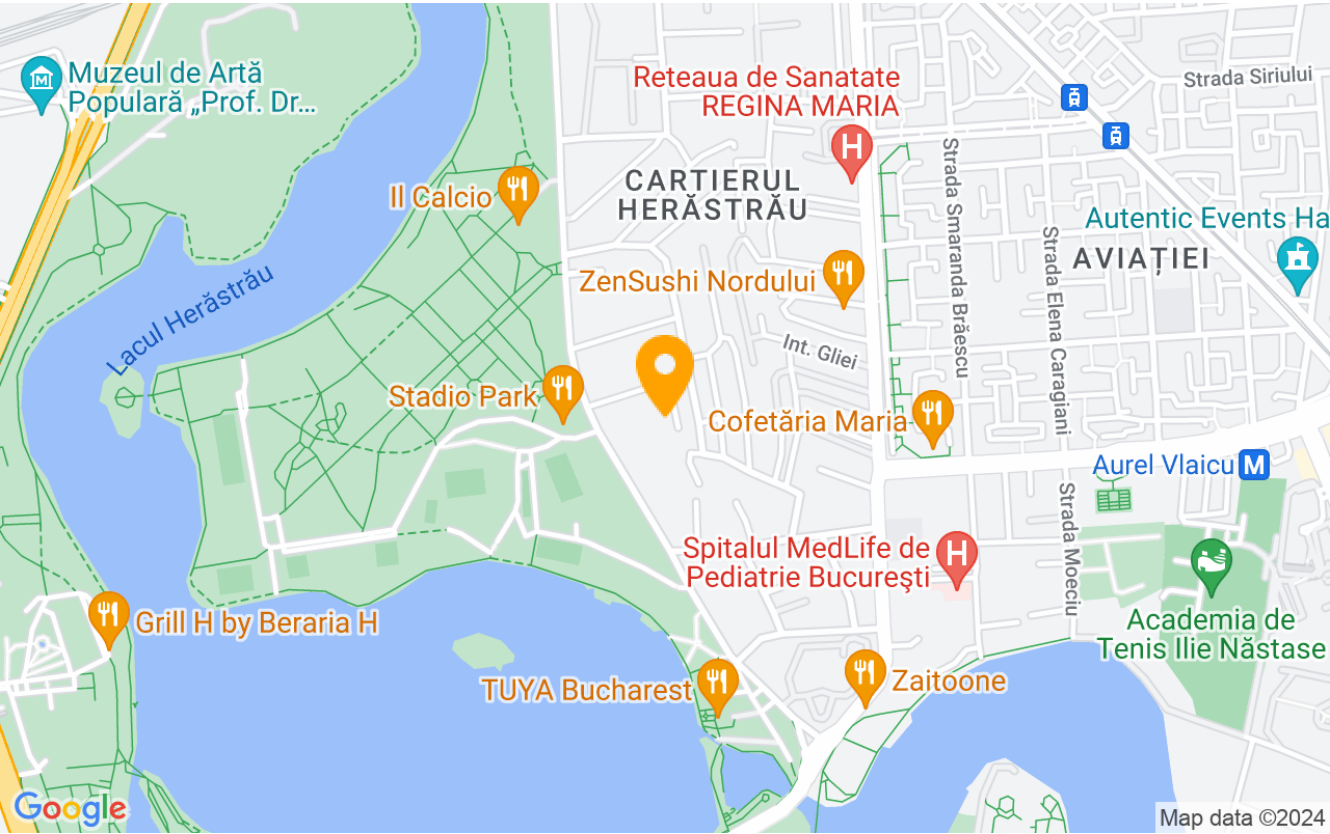 Muzeul de Artă
Populară „Prof. Dr...
Reteaua de Sanatate
REGINA MARIA
H
Strada Siriului
Il Calcio
CARTIERUL
HERĂSTRĂU
Strada Smaranda Brăescu
Autentic Events Ha
Strada Elena Caragiani
AVIAȚIEI
Lacul Herăstrău
ZenSushi Nordului
Int. Gliei
Stadio Park
Cofetăria Maria
Aurel Vlaicu M
Strada Moeciu
Spitalul MedLife de
Pediatrie Bucureşti
H
Grill H by Beraria H
Academia de
Tenis Ilie Năstase
TUYA Bucharest
Zaitoone
Google
Map data ©2024
M